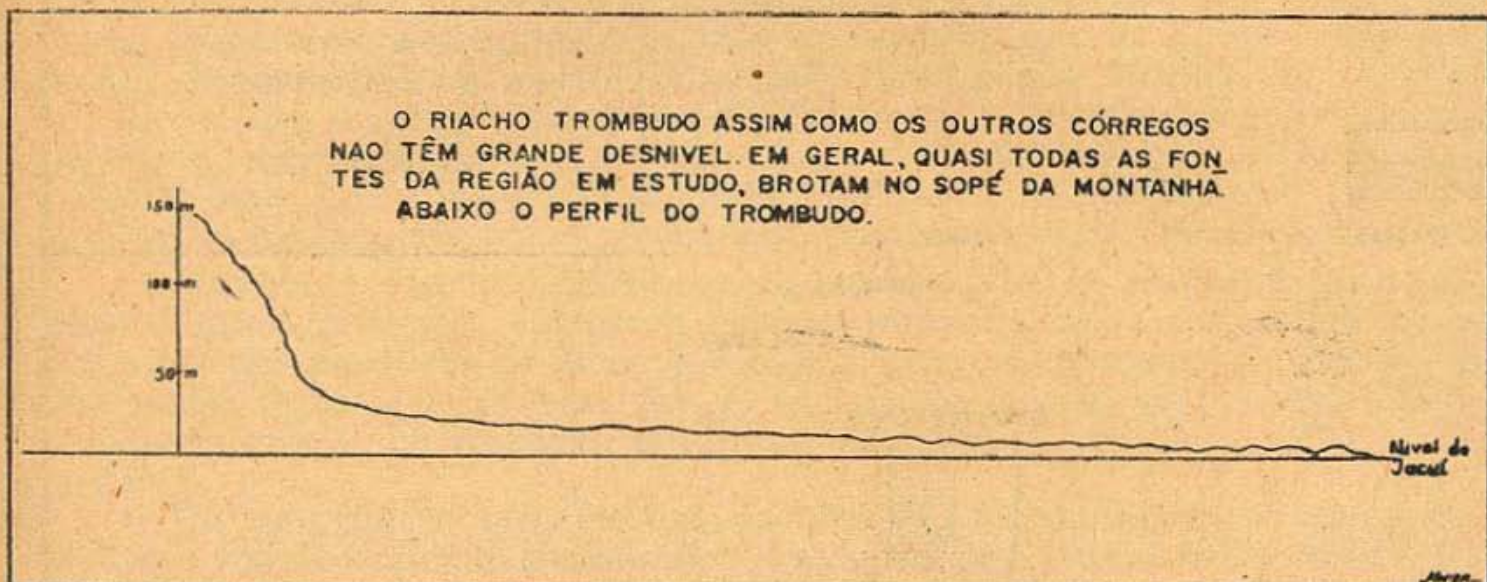 O RIACHO TROMBUDO ASSIM COMO OS OUTROS CÓRREGOS
NAO TÊM GRANDE DESNIVEL. EM GERAL, QUASI TODAS AS FON
TES DA REGIÃO EM ESTUDO, BROTAM NO SOPÉ DA MONTANHA.
ABAIXO O PERFIL DO TROMBUDO.
150 m
100 m
50 m
Nivel do
Jacuí